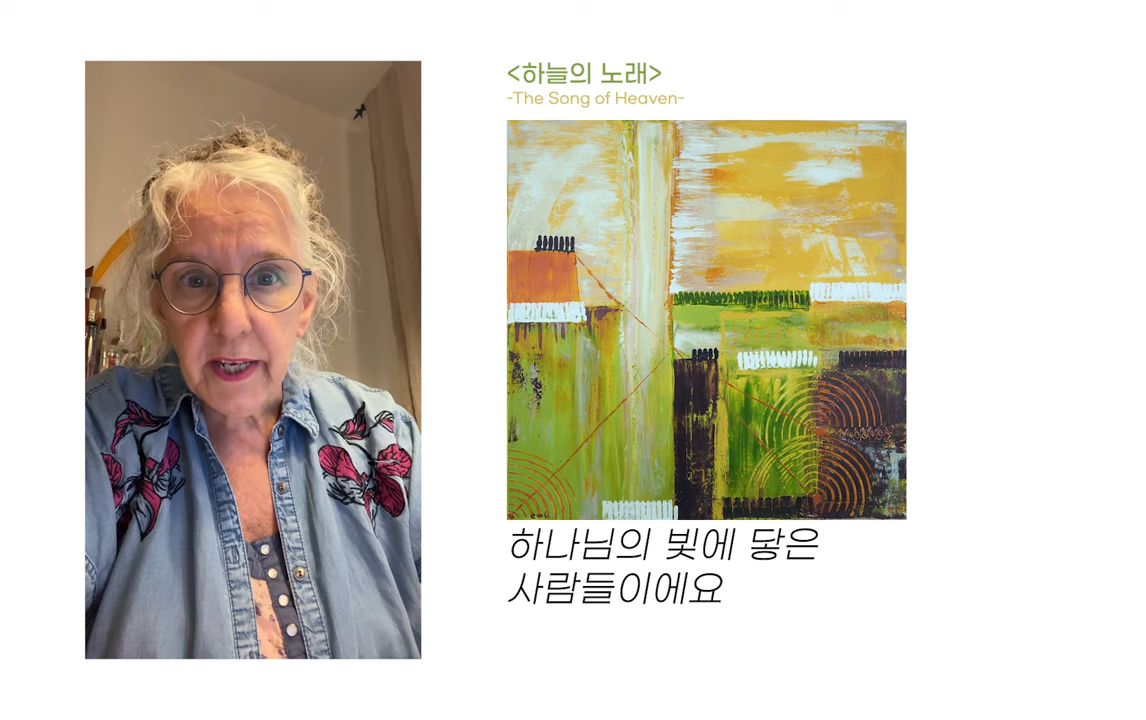 <하늘의 노래>
-The Song of Heaven-
하나님의 빛에 닿은
사람들이에요